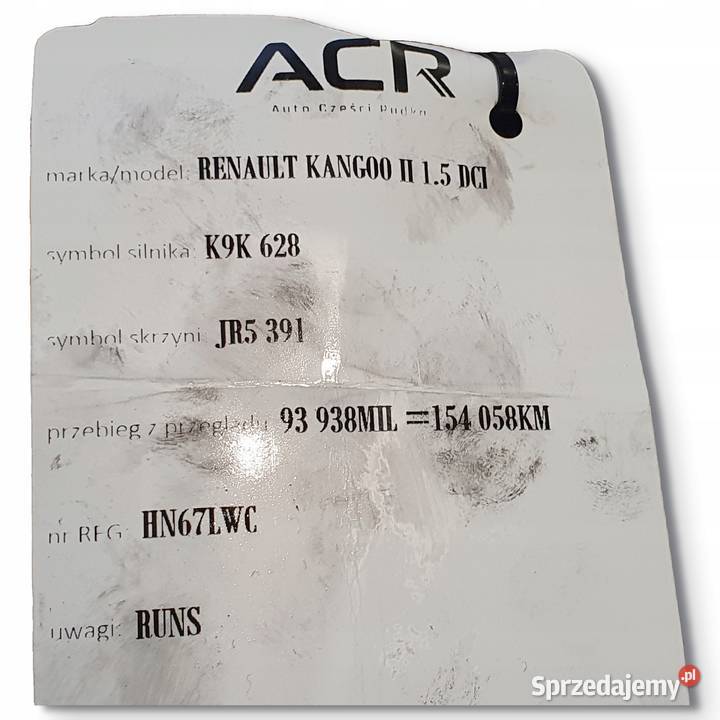 ACR
Auto Części Rudka
marka/model: RENAULT KANGOO II 1.5 DCI
symbol silnika: K9K 628
symbol skrzyni: JR5 391
przebieg z przeglądu: 93 938MIL =154 058KM
nr REG: HN67LWC
uwagi: RUNS
Sprzedajemy.pl